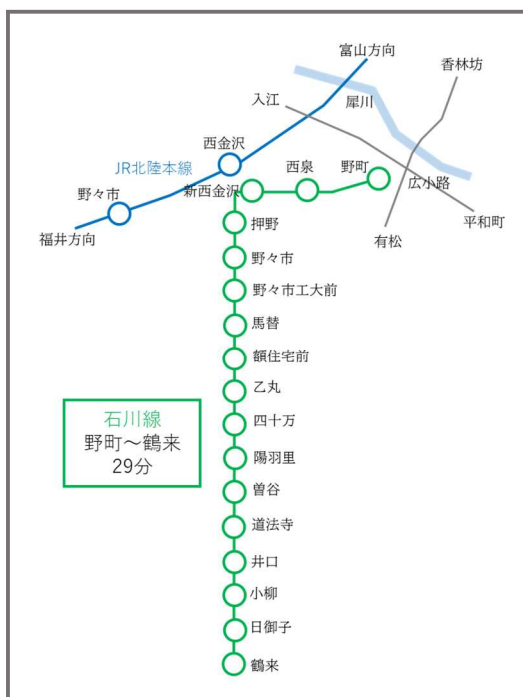 富山方向
香林坊
入江
犀川
西金沢
JR北陸本線
西泉
野町
新西金沢
広小路
野々市
平和町
福井方向
押野
有松
野々市
野々市工大前
馬替
額住宅前
乙丸
石川線
野町～鶴来
29分
四十万
陽羽里
曽谷
道法寺
井口
小柳
日御子
鶴来